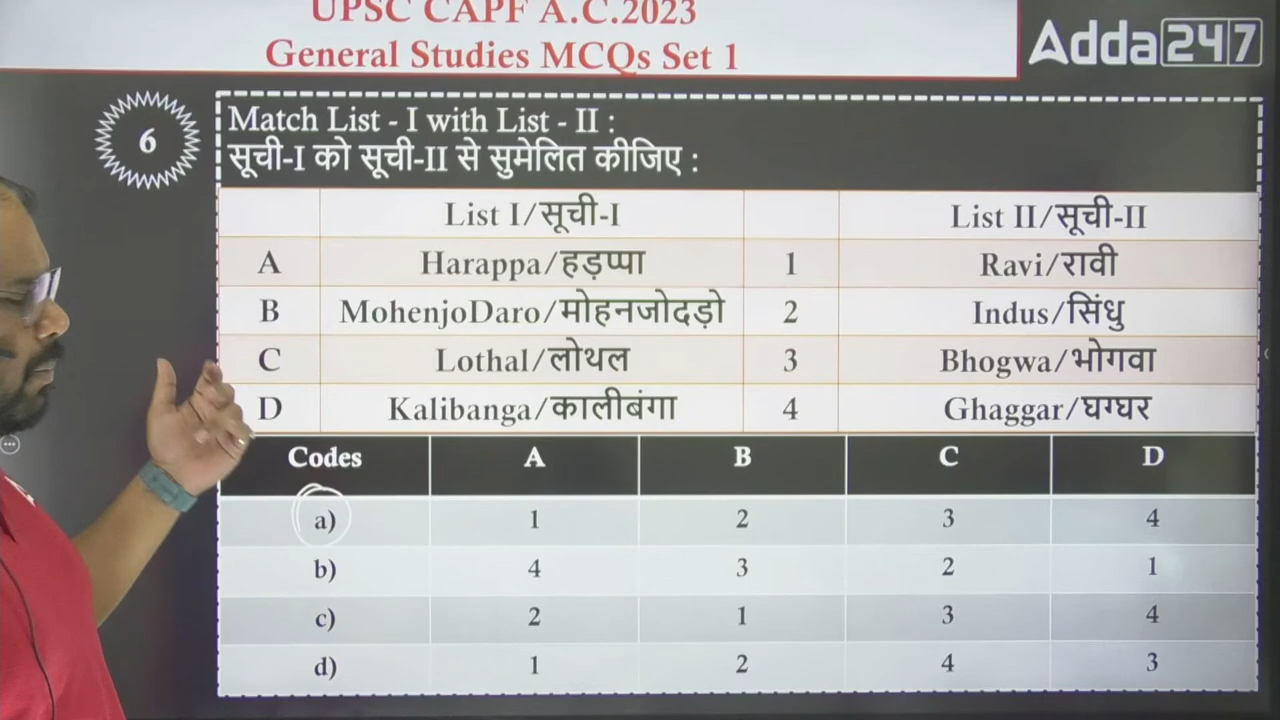 UPSC CAPF A.C.2023
General Studies MCQs Set 1
Adda247
6
Match List - I with List - II :
सूची-I को सूची-II से सुमेलित कीजिए :
List I/सूची-I List II/सूची-II
A Harappa/हड़प्पा 1 Ravi/रावी
B MohenjoDaro/मोहनजोदड़ो 2 Indus/सिंधु
C Lothal/लोथल 3 Bhogwa/भोगवा
D Kalibanga/कालीबंगा 4 Ghaggar/घग्घर
Codes A B C D
a) 1 2 3 4
b) 4 3 2 1
c) 2 1 3 4
d) 1 2 4 3